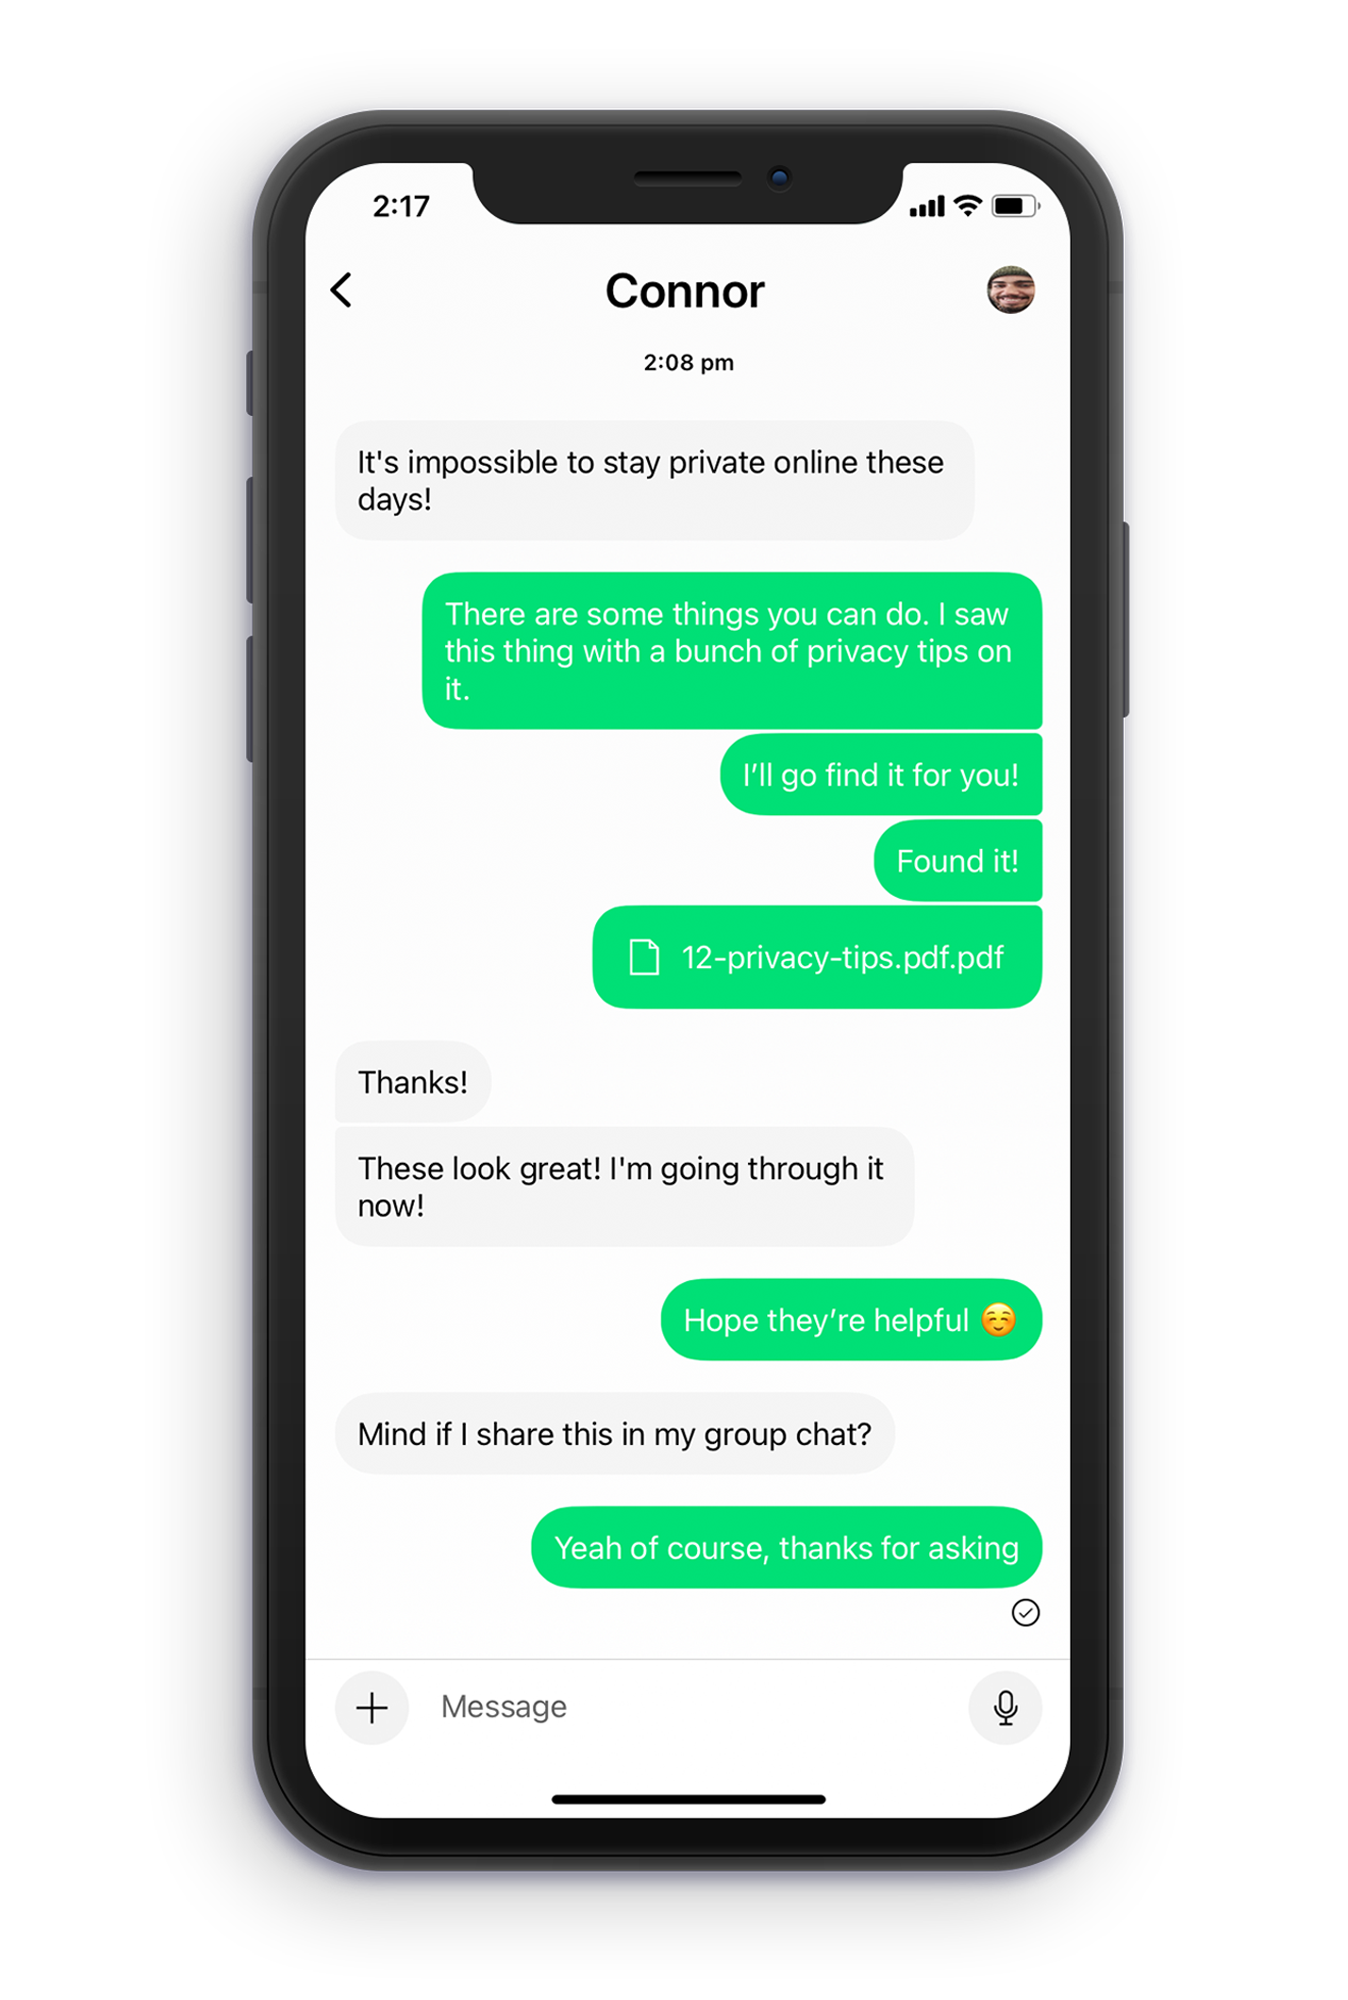 2:17
Connor
2:08 pm
It's impossible to stay private online these
days!
There are some things you can do. I saw
this thing with a bunch of privacy tips on
it.
I’ll go find it for you!
Found it!
12-privacy-tips.pdf.pdf
Thanks!
These look great! I'm going through it
now!
Hope they’re helpful ☺️
Mind if I share this in my group chat?
Yeah of course, thanks for asking
Message